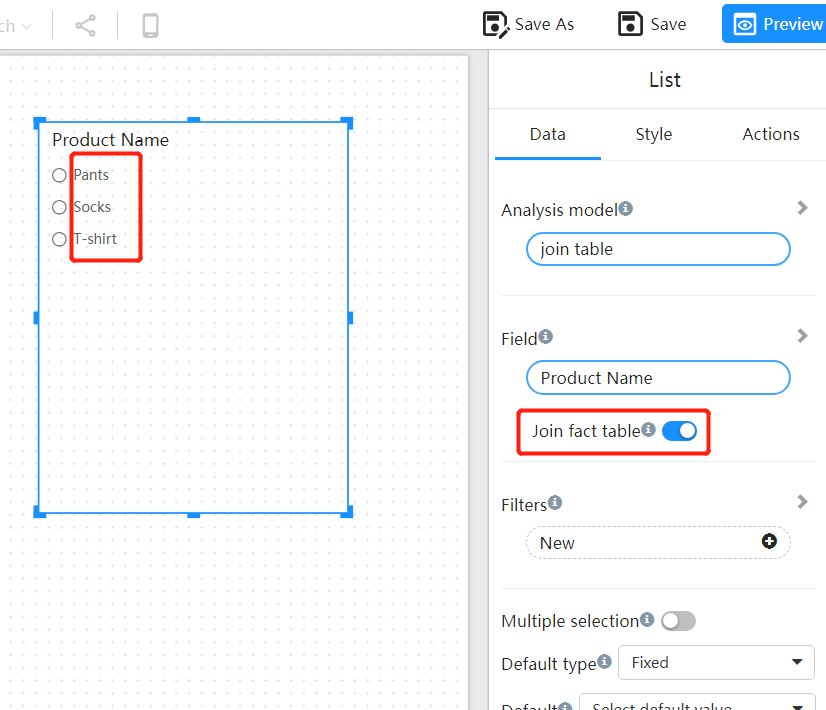 ch
Save As
Save
Preview
List
Data
Style
Actions
Product Name
Pants
Socks
T-shirt
Analysis model
join table
Field
Product Name
Join fact table
Filters
New
Multiple selection
Default type
Fixed
Default
Select default value